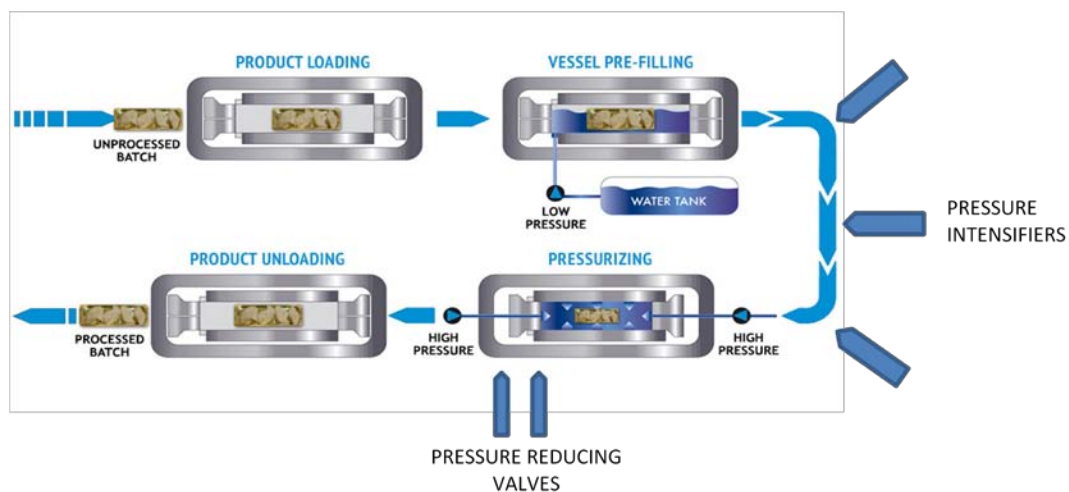 PRODUCT LOADING
VESSEL PRE-FILLING
UNPROCESSED
BATCH
LOW
PRESSURE
WATER TANK
PRESSURE
INTENSIFIERS
PRODUCT UNLOADING
PRESSURIZING
PROCESSED
BATCH
HIGH
PRESSURE
HIGH
PRESSURE
PRESSURE REDUCING
VALVES